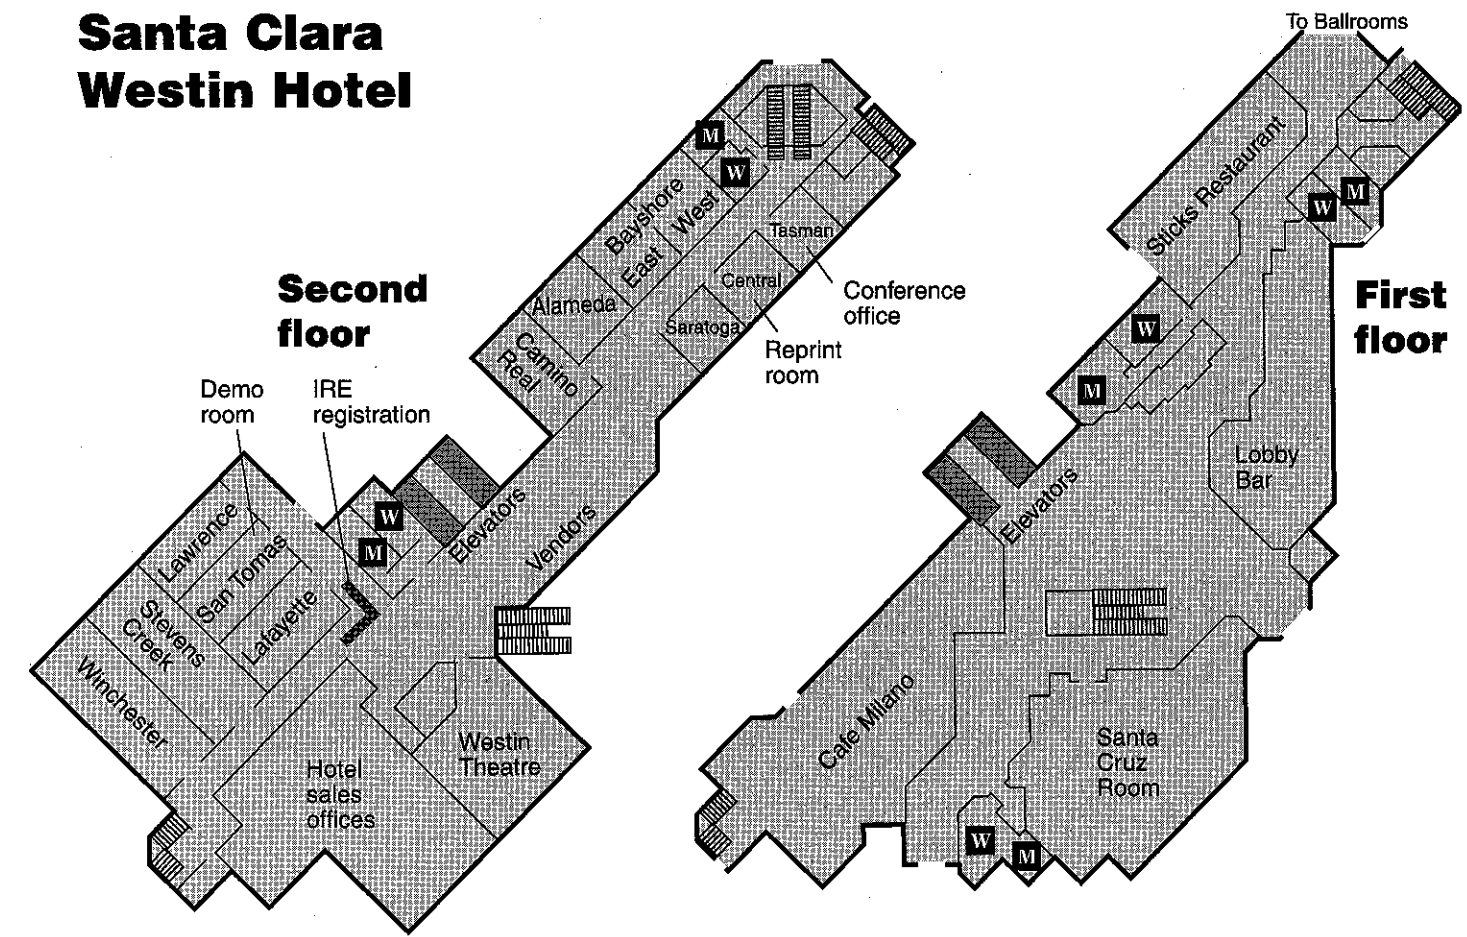 Santa Clara
Westin Hotel
Second
floor
M
W
Bayshore
East West
Tasman
Central
Saratoga
Alameda
Camino
Real
Conference
office
Reprint
room
Demo
room
IRE
registration
W
M
Elevators
Vendors
Lawrence
San Tomas
Lafayette
Stevens
Creek
Winchester
Hotel
sales
offices
Westin
Theatre
To Ballrooms
First
floor
Sticks Restaurant
M
W
W
M
Lobby
Bar
Elevators
Cafe Milano
Santa
Cruz
Room
W
M